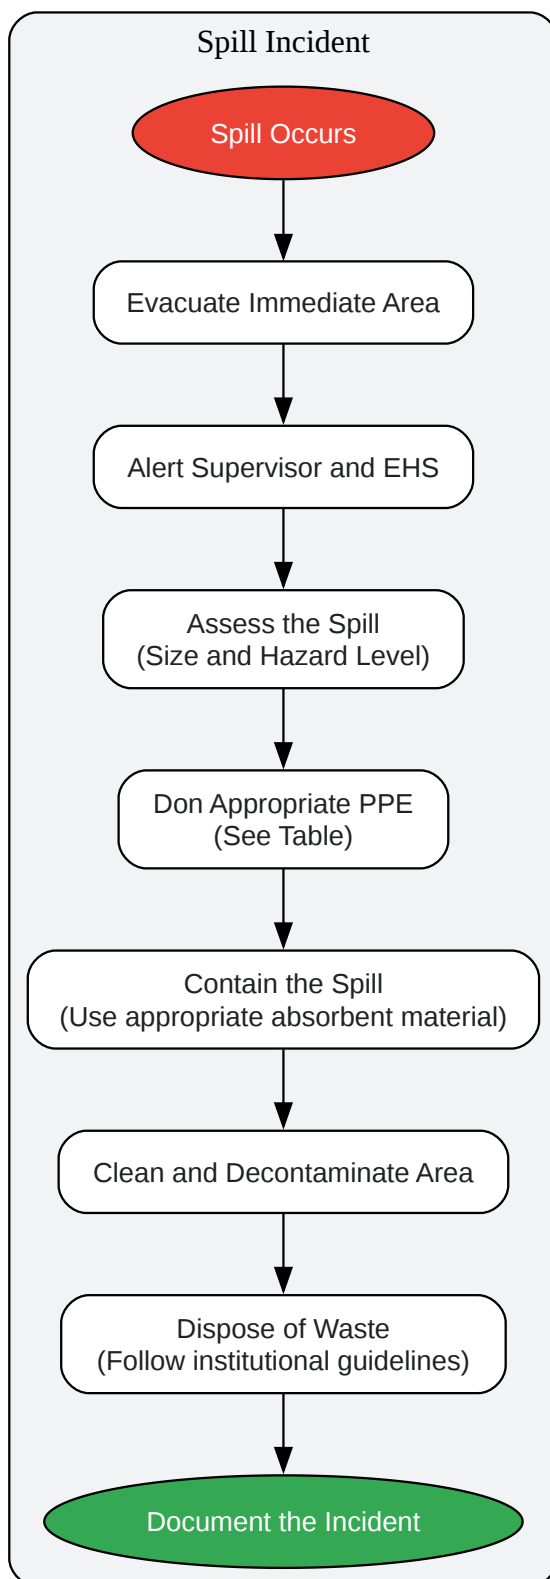 Spill Incident
Spill Occurs
Evacuate Immediate Area
Alert Supervisor and EHS
Assess the Spill
(Size and Hazard Level)
Don Appropriate PPE
(See Table)
Contain the Spill
(Use appropriate absorbent material)
Clean and Decontaminate Area
Dispose of Waste
(Follow institutional guidelines)
Document the Incident